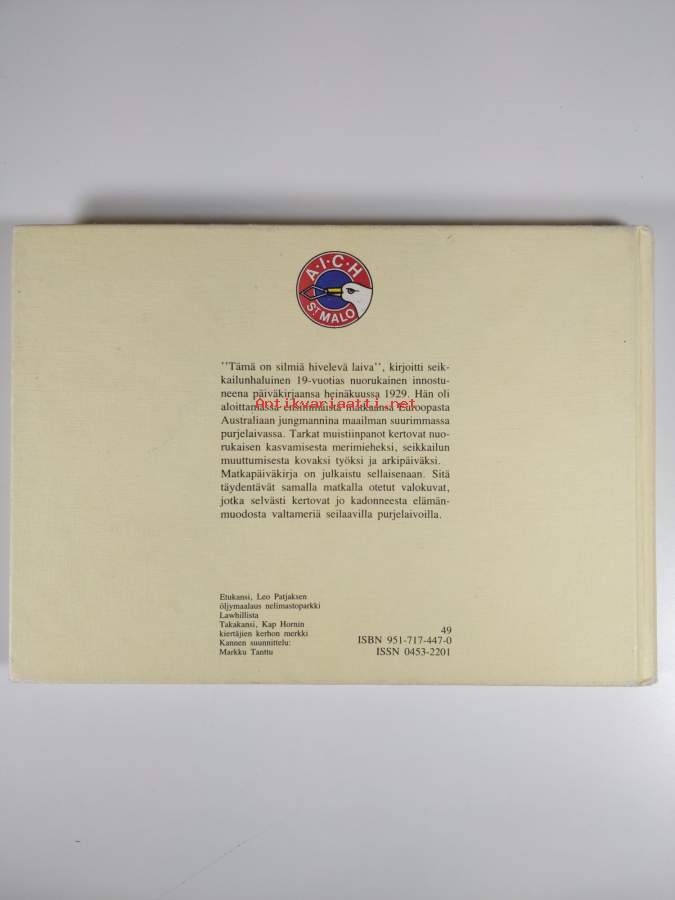 A·I·C·H
ST MALO
''Tämä on silmiä hivelevä laiva'', kirjoitti seik-
kailunhaluinen 19-vuotias nuorukainen innostu-
neena päiväkirjaansa heinäkuussa 1929. Hän oli
aloittamassa ensimmäistä matkaansa Euroopasta
Antikvariaatti.net
Australiaan jungmannina maailman suurimmassa
purjelaivassa. Tarkat muistiinpanot kertovat nuo-
rukaisen kasvamisesta merimieheksi, seikkailun
muuttumisesta kovaksi työksi ja arkipäiväksi.
Matkapäiväkirja on julkaistu sellaisenaan. Sitä
täydentävät samalla matkalla otetut valokuvat,
jotka selvästi kertovat jo kadonneesta elämän-
muodosta valtameriä seilaavilla purjelaivoilla.
Etukansi, Leo Patjaksen
öljymaalaus nelimastoparkki
Lawhillista
Takakansi, Kap Hornin
kiertäjien kerhon merkki
Kannen suunnittelu:
Markku Tanttu
49
ISBN 951-717-447-0
ISSN 0453-2201